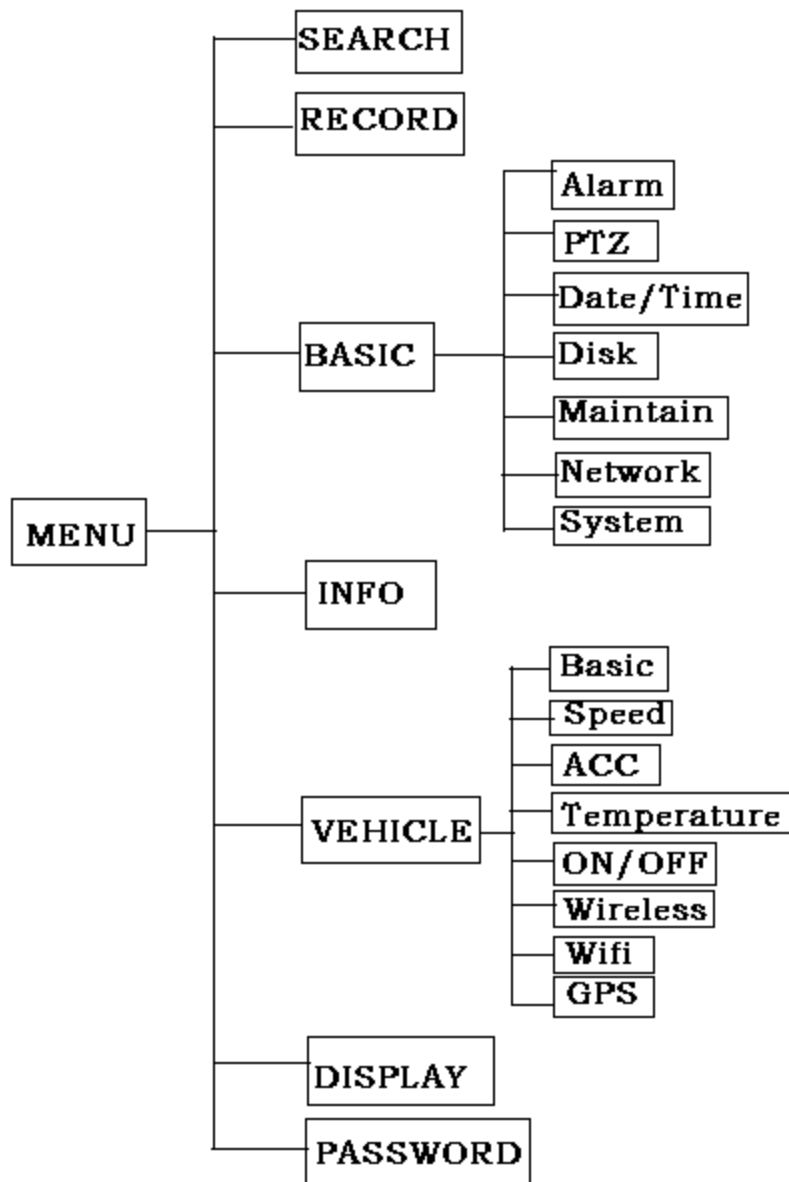 SEARCH
RECORD
Alarm
PTZ
Date/Time
BASIC
Disk
Maintain
Network
System
MENU
INFO
Basic
Speed
ACC
Temperature
VEHICLE
ON/OFF
Wireless
Wifi
GPS
DISPLAY
PASSWORD